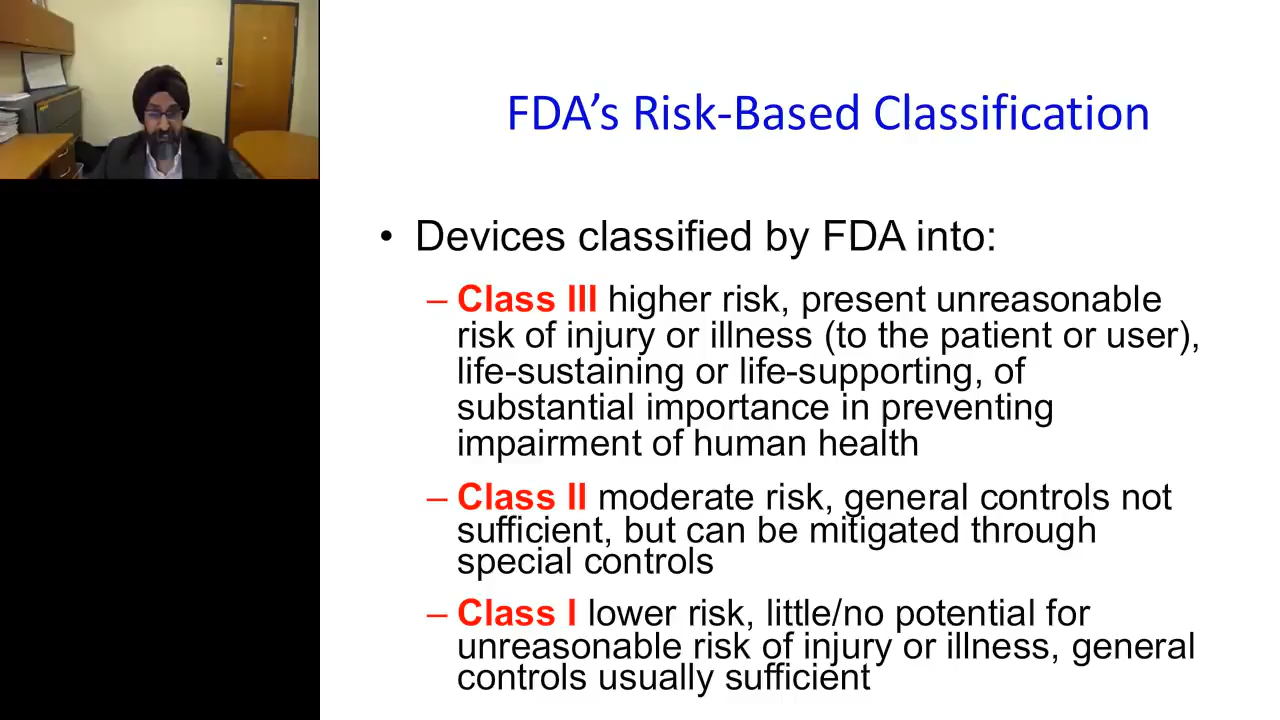 FDA’s Risk-Based Classification
• Devices classified by FDA into:
– Class III higher risk, present unreasonable
risk of injury or illness (to the patient or user),
life-sustaining or life-supporting, of
substantial importance in preventing
impairment of human health
– Class II moderate risk, general controls not
sufficient, but can be mitigated through
special controls
– Class I lower risk, little/no potential for
unreasonable risk of injury or illness, general
controls usually sufficient